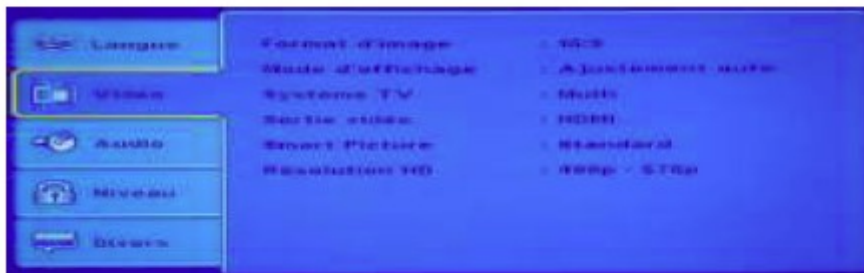 Langue
Vidéo
Audio
Niveau
Divers
Format d'image : 16:9
Mode d'affichage : Ajustement auto
Système TV : Multi
Sortie vidéo : HDMI
Smart Picture : Standard
Résolution HD : 480p - 576p